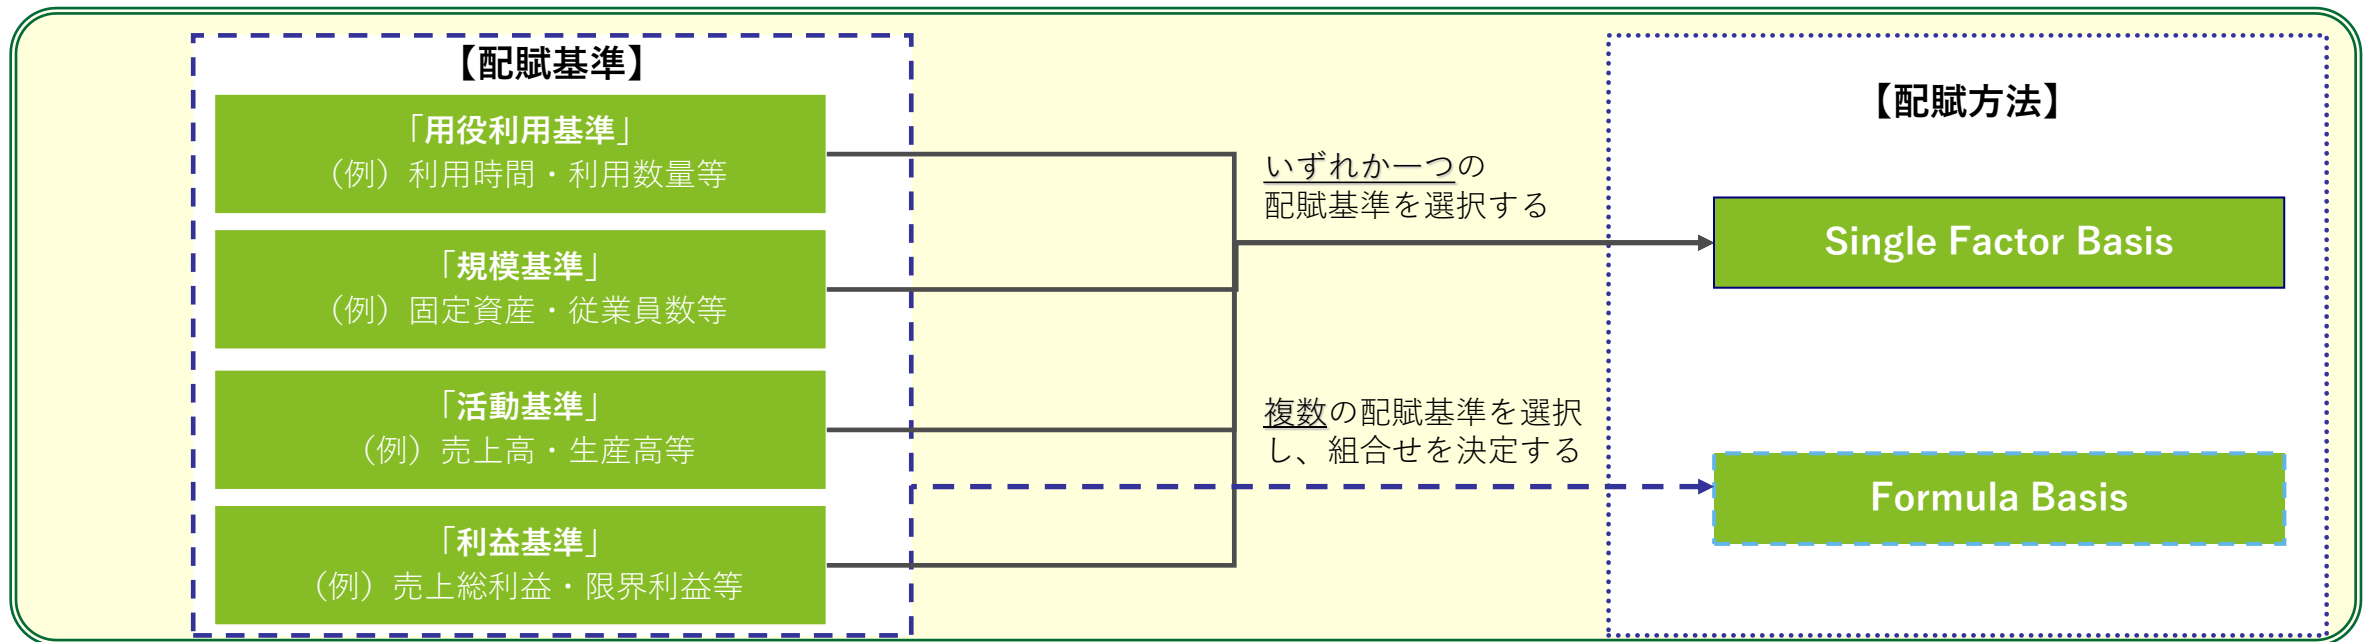 【配賦基準】
「用役利用基準」
（例）利用時間・利用数量等
「規模基準」
（例）固定資産・従業員数等
「活動基準」
（例）売上高・生産高等
「利益基準」
（例）売上総利益・限界利益等
いずれか一つの
配賦基準を選択する
複数の配賦基準を選択
し、組合せを決定する
【配賦方法】
Single Factor Basis
Formula Basis